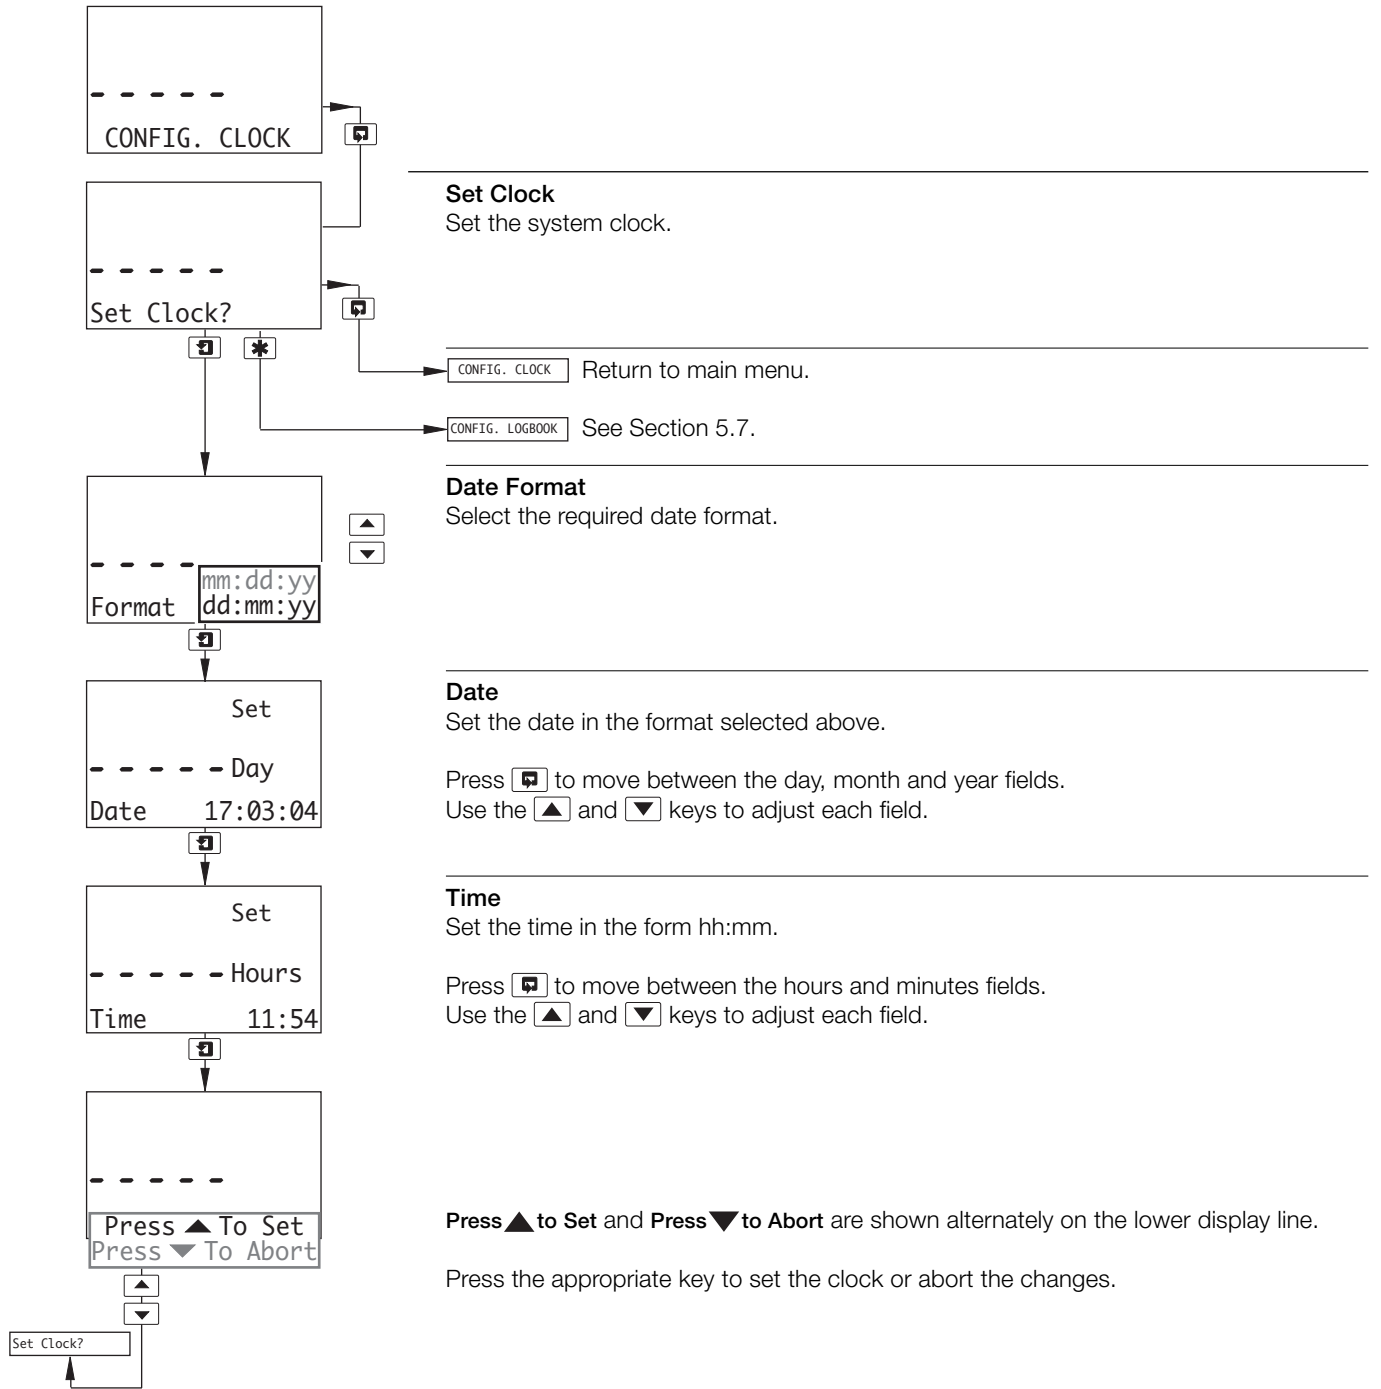 CONFIG. CLOCK
Set Clock
Set the system clock.
Set Clock?
CONFIG. CLOCK Return to main menu.
CONFIG. LOGBOOK See Section 5.7.
Date Format
Select the required date format.
mm:dd:yy
Format dd:mm:yy
Date
Set the date in the format selected above.
Set
Day
Date 17:03:04
Press to move between the day, month and year fields.
Use the ▲ and ▼ keys to adjust each field.
Time
Set the time in the form hh:mm.
Set
Hours
Time 11:54
Press to move between the hours and minutes fields.
Use the ▲ and ▼ keys to adjust each field.
Press ▲ To Set
Press ▼ To Abort
Press ▲ to Set and Press ▼ to Abort are shown alternately on the lower display line.
Press the appropriate key to set the clock or abort the changes.
Set Clock?